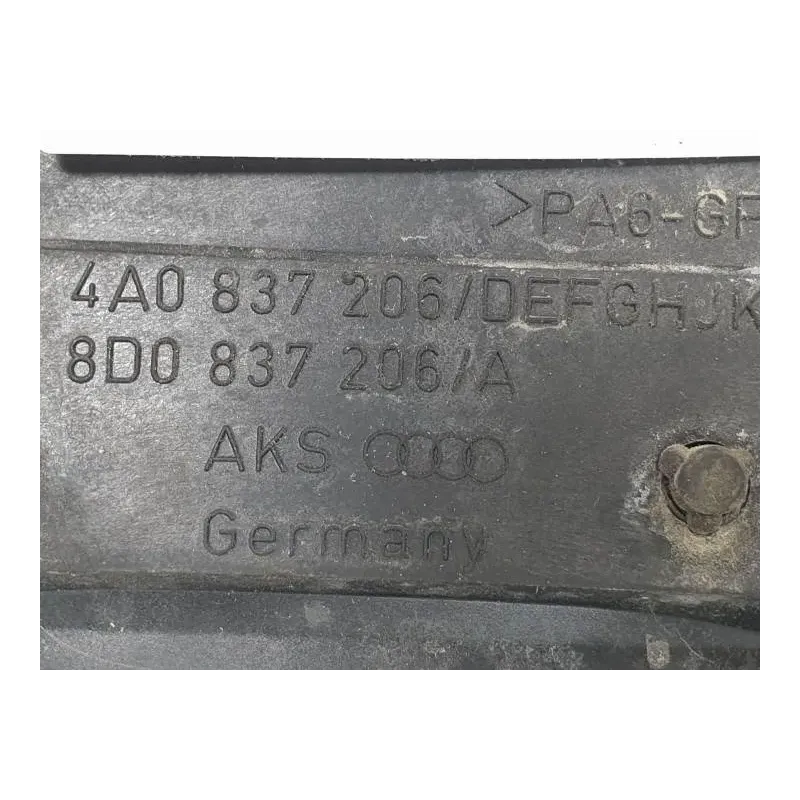 >PA6-GF
4A0 837 206/DEFGHJK
8D0 837 206/A
AKS
Germany